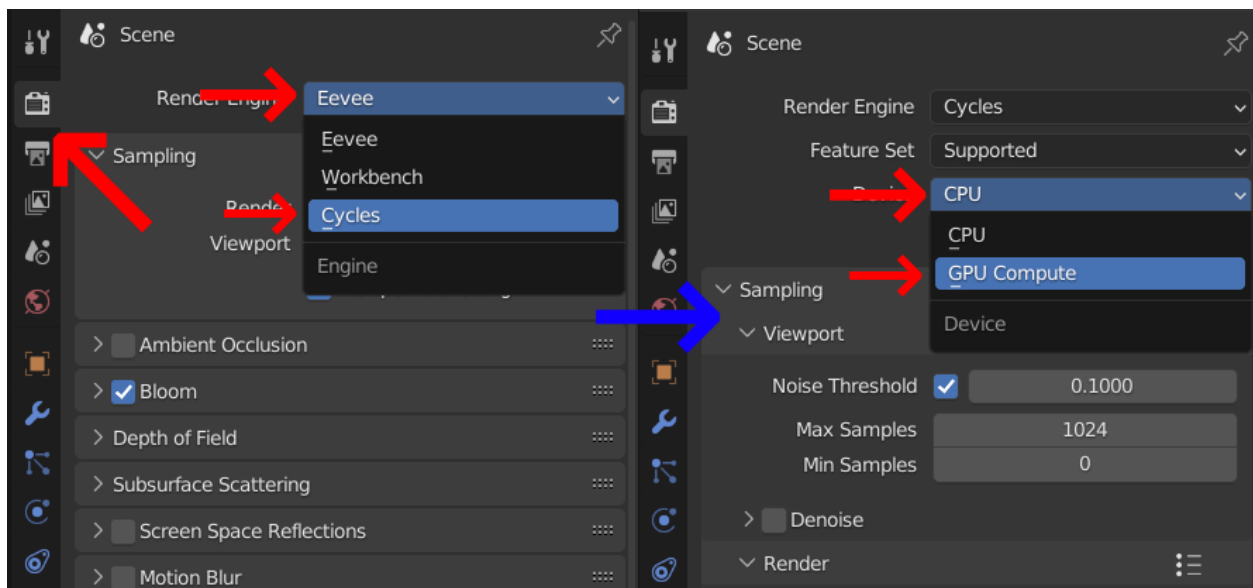 Scene
Render Engine Eevee
Eevee
Workbench
Cycles
Engine
Sampling
Render
Viewport
Ambient Occlusion
Bloom
Depth of Field
Subsurface Scattering
Screen Space Reflections
Motion Blur
Scene
Render Engine Cycles
Feature Set Supported
Device CPU
CPU
GPU Compute
Device
Sampling
Viewport
Noise Threshold 0.1000
Max Samples 1024
Min Samples 0
Denoise
Render